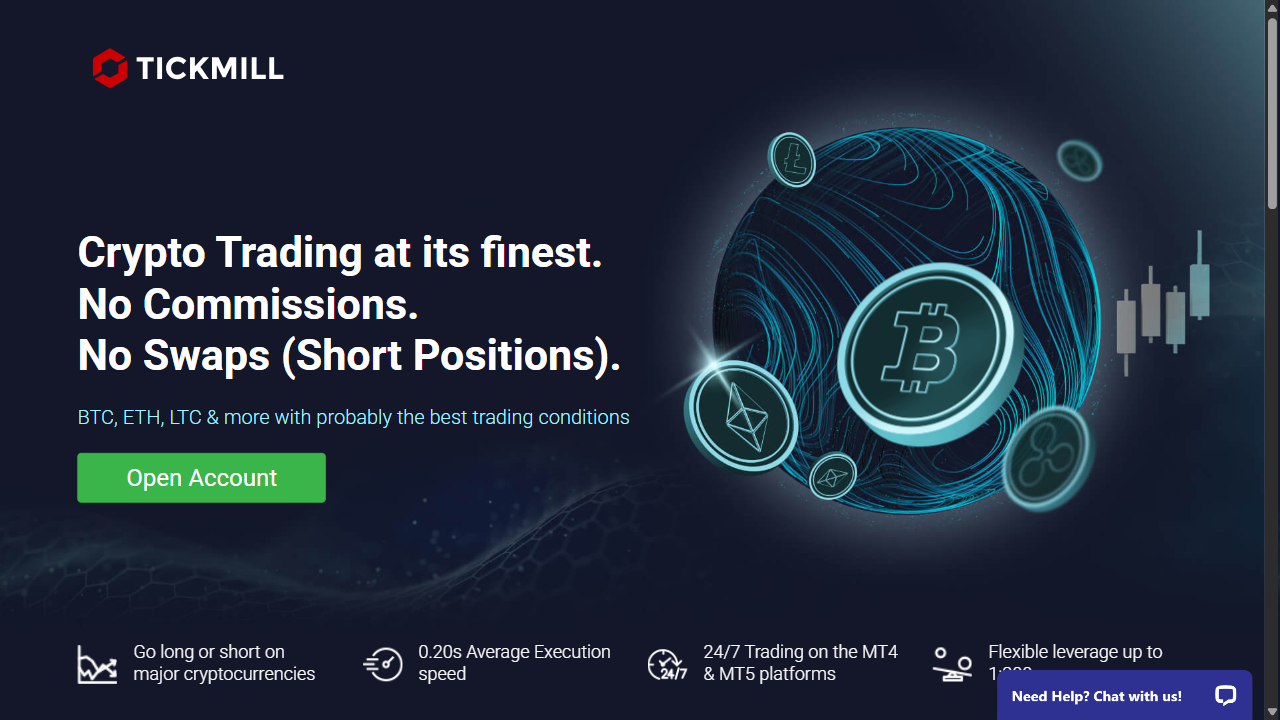 TICKMILL
Crypto Trading at its finest.
No Commissions.
No Swaps (Short Positions).
BTC, ETH, LTC & more with probably the best trading conditions
Open Account
Go long or short on
major cryptocurrencies
0.20s Average Execution
speed
24/7
24/7 Trading on the MT4
& MT5 platforms
Flexible leverage up to
Need Help? Chat with us!